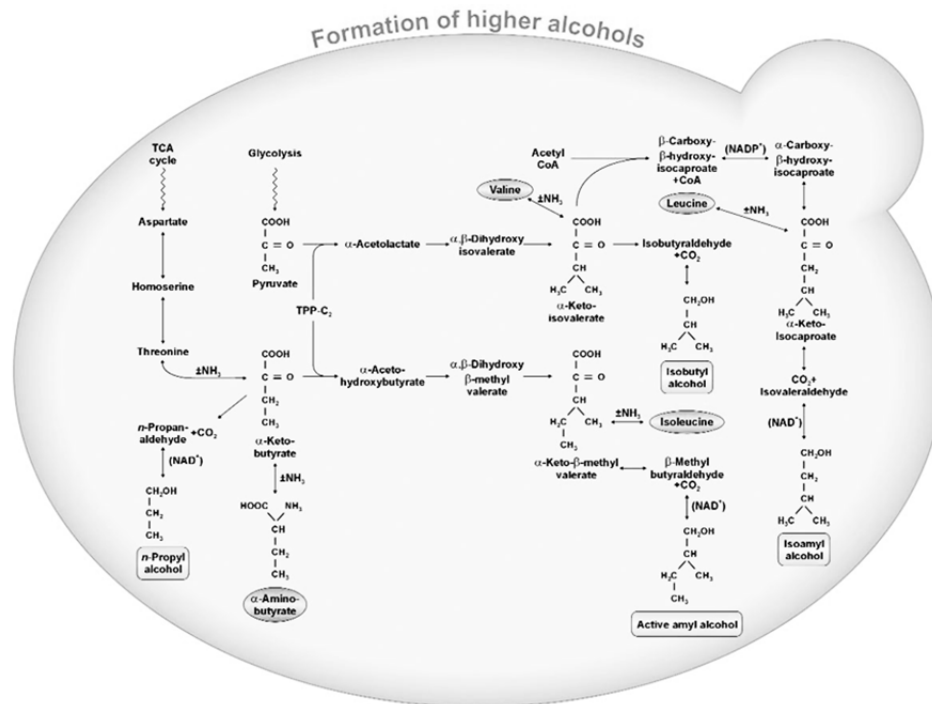 Formation of higher alcohols
TCA
cycle
Aspartate
Homoserine
Threonine
±NH₃
n-Propan-
aldehyde +CO₂
(NAD⁺)
CH₂OH
CH₂
CH₃
n-Propyl
alcohol
Glycolysis
COOH
C = O
CH₃
Pyruvate
TPP-C₂
COOH
C = O
CH₂
CH₃
α-Keto-
butyrate
±NH₃
HOOC NH₂
CH
CH₂
CH₃
α-Amino-
butyrate
α-Acetolactate
α,β-Dihydroxy
isovalerate
Valine
±NH₃
COOH
C = O
CH
H₃C CH₃
α-Keto-
isovalerate
Acetyl
CoA
β-Carboxy-
β-hydroxy-
isocaproate
+CoA
(NADP⁺)
α-Carboxy-
β-hydroxy-
isocaproate
Leucine
±NH₃
Isobutyraldehyde
+CO₂
CH₂OH
CH
H₃C CH₃
Isobutyl
alcohol
COOH
C = O
CH₂
CH
H₃C CH₃
α-Keto-
Isocaproate
CO₂+
Isovaleraldehyde
(NAD⁺)
CH₂OH
CH₂
CH
H₃C CH₃
Isoamyl
alcohol
α-Aceto-
hydroxybutyrate
α,β-Dihydroxy
β-methyl
valerate
COOH
C = O
CH
H₂C CH₃
CH₃
±NH₃
Isoleucine
α-Keto-β-methyl
valerate
β-Methyl
butyraldehyde
+CO₂
(NAD⁺)
CH₂OH
CH
H₂C CH₃
CH₃
Active amyl alcohol